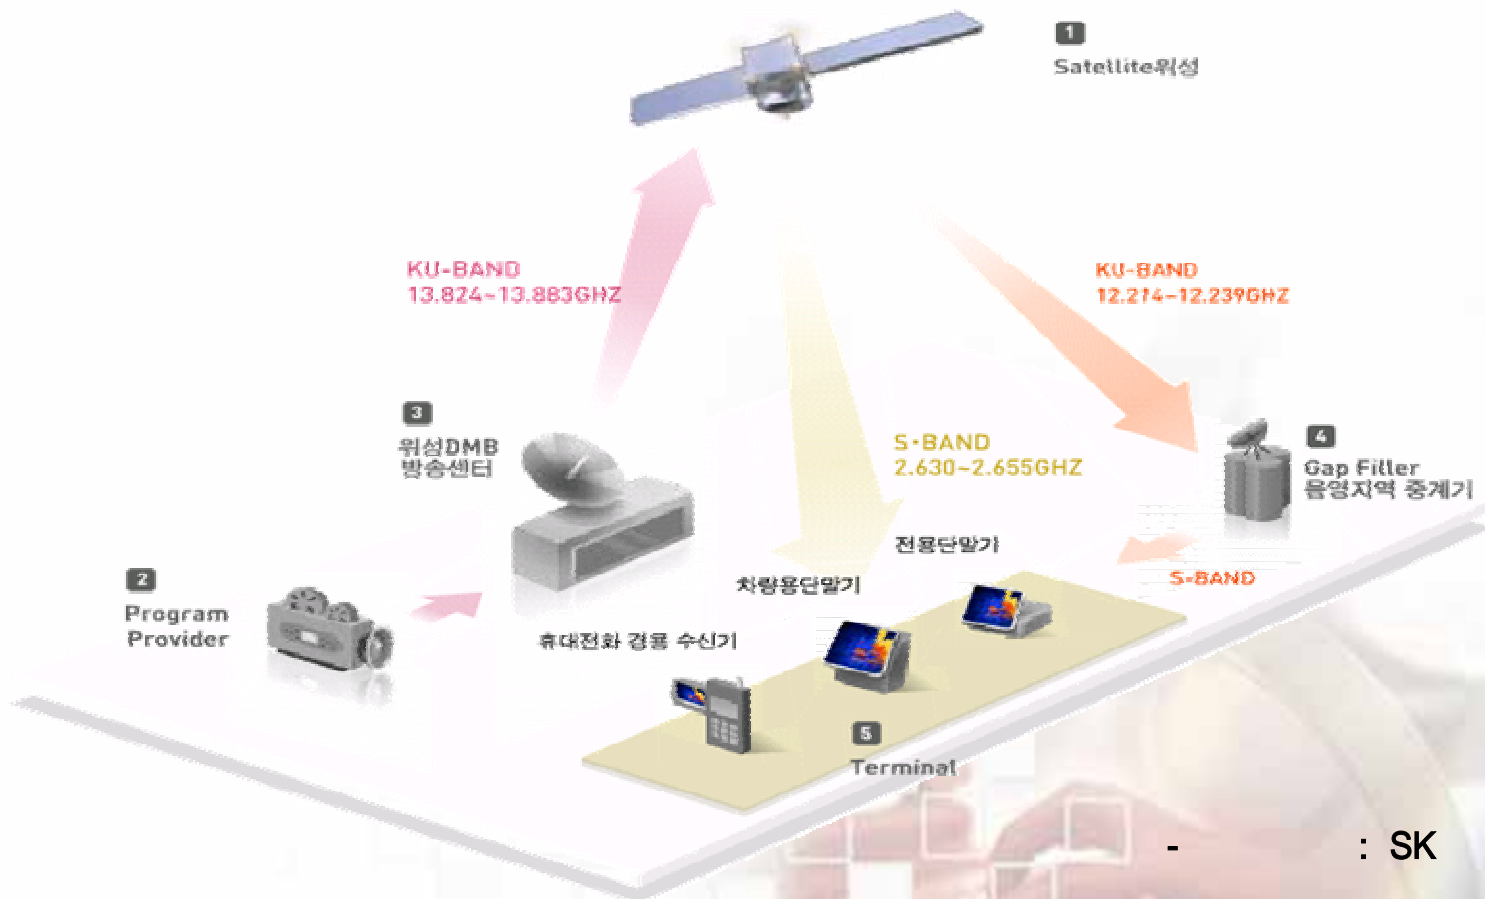 1
Satellite위성
KU-BAND
13.824~13.883GHZ
KU-BAND
12.214~12.239GHZ
3
위성DMB
방송센터
S·BAND
2.630~2.655GHZ
4
Gap Filler
음영지역 중계기
전용단말기
차량용단말기
S-BAND
2
Program
Provider
휴대전화 겸용 수신기
5
Terminal
- : SK